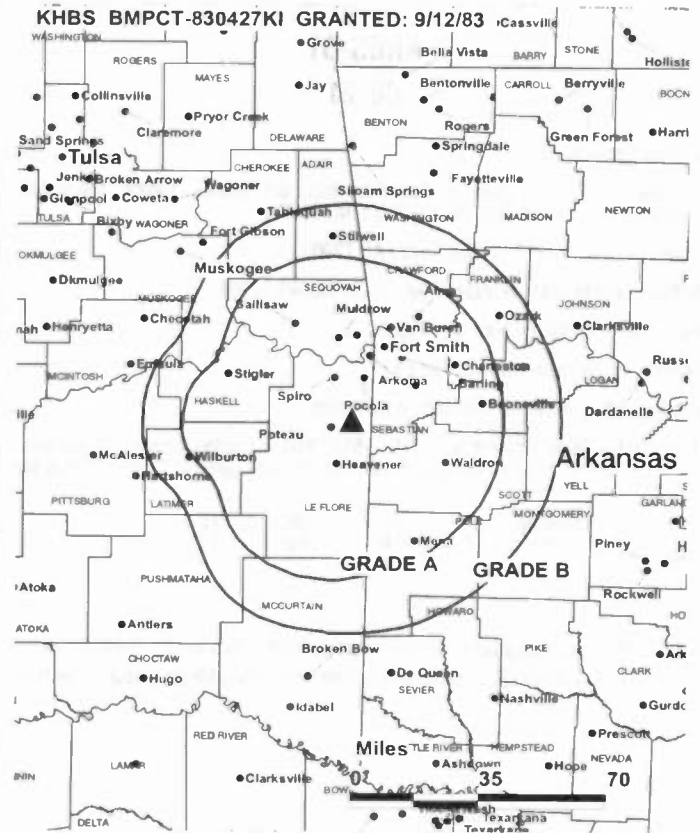 KHBS BMPCT-830427KI GRANTED: 9/12/83
Cassville
WASHINGTON
Grove
Bella Vista
BARRY
STONE
Holliste
ROGERS
MAYES
Jay
Bentonville
CARROLL
Berryville
Collinsville
BENTON
Pryor Creek
Rogers
Claremore
Green Forest
Harri
Sand Springs
DELAWARE
Springdale
Tulsa
CHEROKEE
ADAIR
Jenks
Broken Arrow
Wagoner
Siloam Springs
Fayetteville
Glenpool
Coweta
Tahlequah
WASHINGTON
MADISON
NEWTON
TULSA
Bixby
WAGONER
Fort Gibson
Stilwell
OKMULGEE
Muskogee
CRAWFORD
FRANKLIN
Okmulgee
SEQUOYAH
Alma
MUSKOGEE
Sallisaw
Muldrow
JOHNSON
Checotah
Ozark
Henryetta
Van Buren
Clarksville
Fort Smith
Eufaula
Charleston
Russe
MCINTOSH
Stigler
LOGAN
Arkoma
Barling
HASKELL
Spiro
Booneville
Dardanelle
Pocola
Poteau
SEBASTIAN
McAlester
Wilburton
Heavener
Waldron
Arkansas
Hartshorne
YELL
SCOTT
PITTSBURG
LATIMER
LE FLORE
MONTGOMERY
GARLAND
POLK
Mena
Piney
GRADE A
GRADE B
PUSHMATAHA
Atoka
Rockwell
MCCURTAIN
HOWARD
ATOKA
Antlers
Broken Bow
PIKE
CHOCTAW
CLARK
Ark
Hugo
De Queen
SEVIER
Nashville
Gurdo
Idabel
RED RIVER
Prescott
Miles
TLE RIVER
HEMPSTEAD
NEVADA
LAMAR
Ashdown
Hope
NNIN
Clarksville
0
35
70
BOW
DELTA
Texarkana
Texarkana